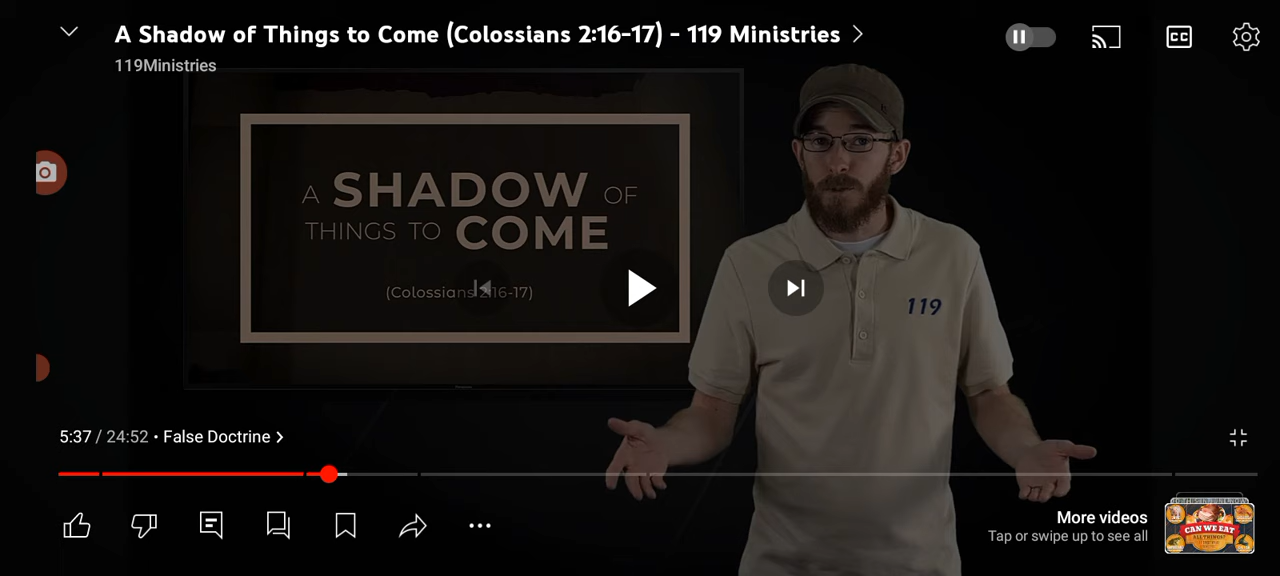 A Shadow of Things to Come (Colossians 2:16-17) - 119 Ministries
119Ministries
CC
A SHADOW OF
THINGS TO COME
(Colossians 2:16-17)
119
5:37 / 24:52 • False Doctrine
More videos
Tap or swipe up to see all
CAN WE EAT
ALL THINGS?